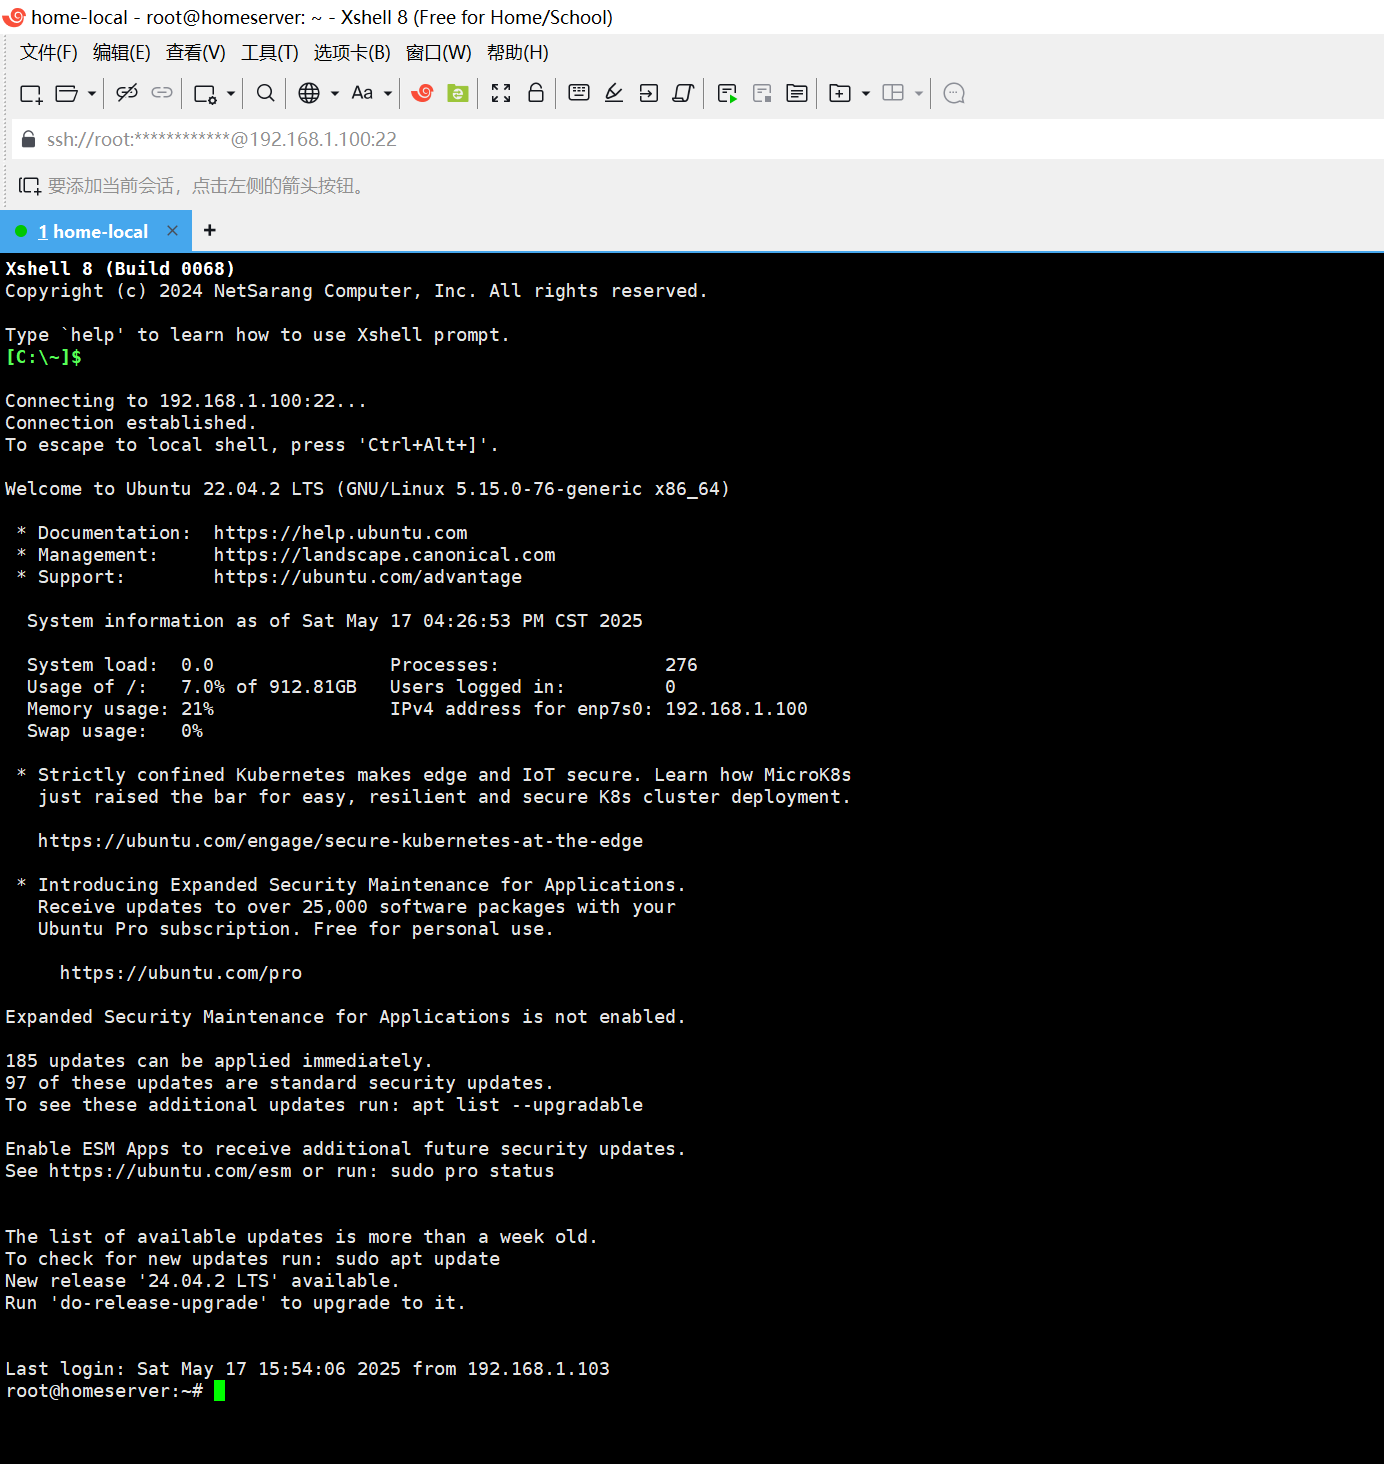 home-local - root@homeserver: ~ - Xshell 8 (Free for Home/School)
文件(F) 编辑(E) 查看(V) 工具(T) 选项卡(B) 窗口(W) 帮助(H)
Aa
ssh://root:************@192.168.1.100:22
要添加当前会话，点击左侧的箭头按钮。
1 home-local × +
Xshell 8 (Build 0068)
Copyright (c) 2024 NetSarang Computer, Inc. All rights reserved.
Type `help' to learn how to use Xshell prompt.
[C:\~]$
Connecting to 192.168.1.100:22...
Connection established.
To escape to local shell, press 'Ctrl+Alt+]'.
Welcome to Ubuntu 22.04.2 LTS (GNU/Linux 5.15.0-76-generic x86_64)
* Documentation:  https://help.ubuntu.com
* Management:     https://landscape.canonical.com
* Support:        https://ubuntu.com/advantage
System information as of Sat May 17 04:26:53 PM CST 2025
System load:  0.0                Processes:               276
Usage of /:   7.0% of 912.81GB   Users logged in:         0
Memory usage: 21%                IPv4 address for enp7s0: 192.168.1.100
Swap usage:   0%
* Strictly confined Kubernetes makes edge and IoT secure. Learn how MicroK8s
just raised the bar for easy, resilient and secure K8s cluster deployment.
https://ubuntu.com/engage/secure-kubernetes-at-the-edge
* Introducing Expanded Security Maintenance for Applications.
Receive updates to over 25,000 software packages with your
Ubuntu Pro subscription. Free for personal use.
https://ubuntu.com/pro
Expanded Security Maintenance for Applications is not enabled.
185 updates can be applied immediately.
97 of these updates are standard security updates.
To see these additional updates run: apt list --upgradable
Enable ESM Apps to receive additional future security updates.
See https://ubuntu.com/esm or run: sudo pro status
The list of available updates is more than a week old.
To check for new updates run: sudo apt update
New release '24.04.2 LTS' available.
Run 'do-release-upgrade' to upgrade to it.
Last login: Sat May 17 15:54:06 2025 from 192.168.1.103
root@homeserver:~#